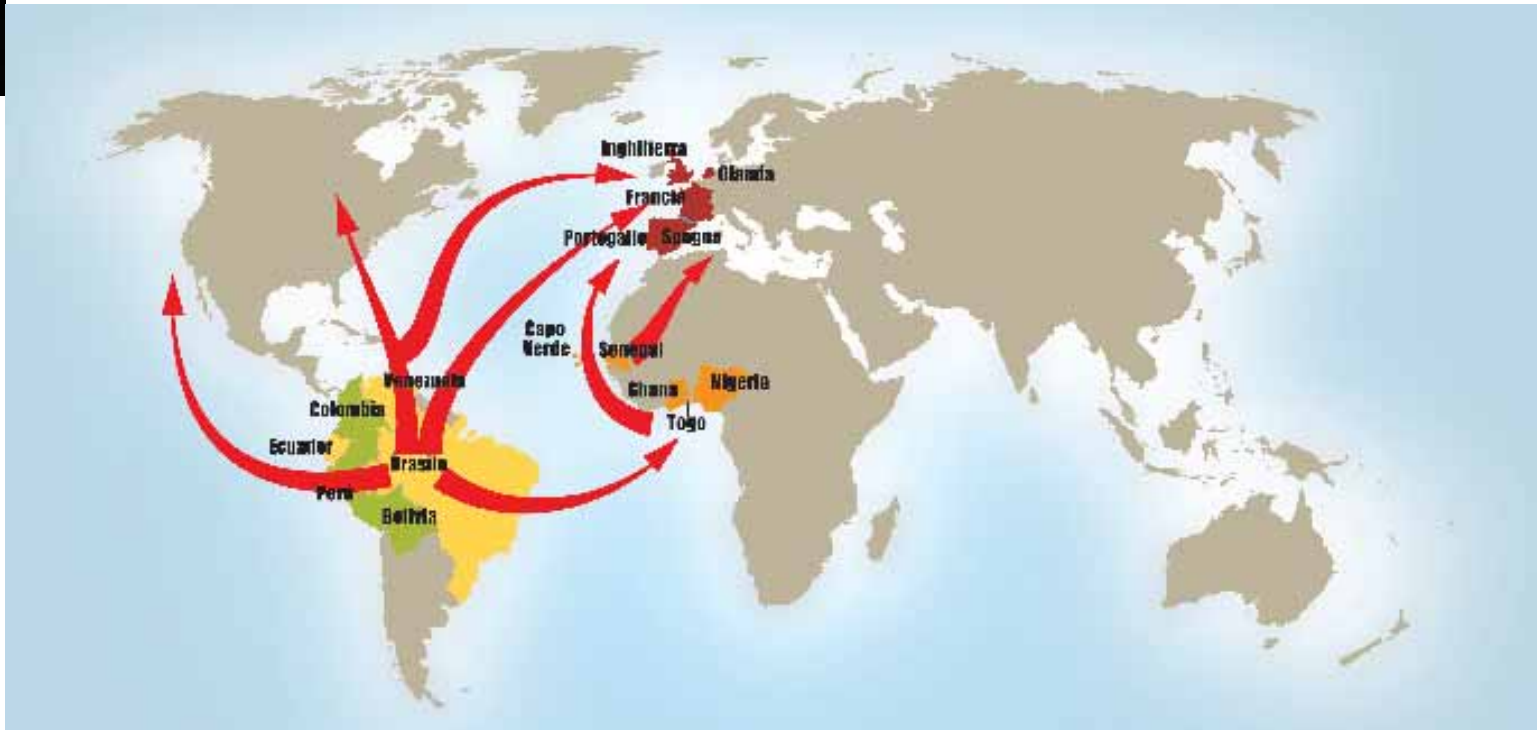 Inghilterra
Olanda
Francia
Portogallo
Spagna
Capo
Verde
Senegal
Ghana
Nigeria
Togo
Venezuela
Colombia
Ecuador
Brasile
Perù
Bolivia